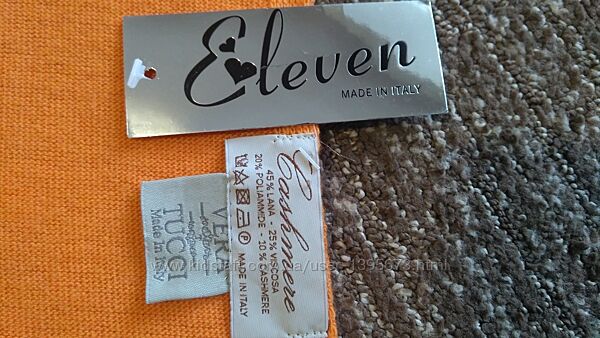 Eleven
MADE IN ITALY
Cashmere
45% LANA - 25% VISCOSA
20% POLIAMMIDE - 10% CASHMERE
MADE IN ITALY
VERA
TUCCI
Made in Italy